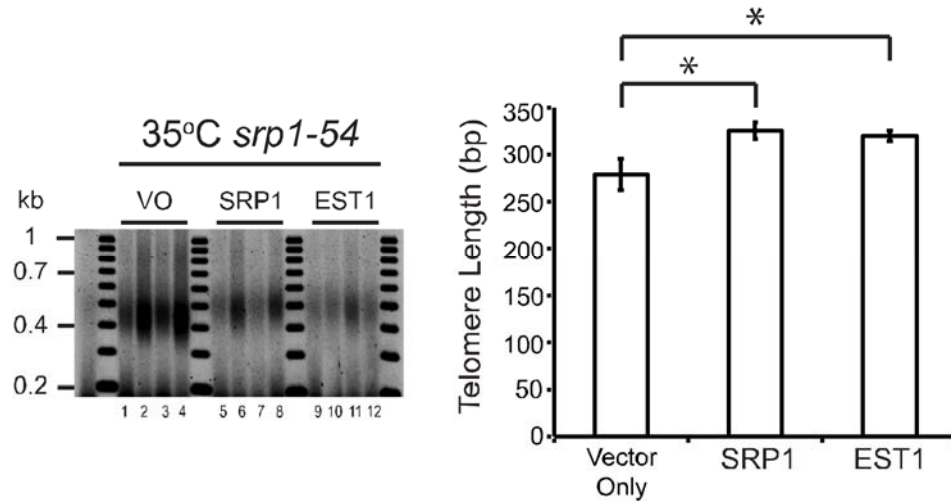 35°C srp1-54
kb
VO
SRP1
EST1
1
0.7
0.4
0.2
1 2 3 4 5 6 7 8 9 10 11 12
*
*
Telomere Length (bp)
350
300
250
200
150
100
50
0
Vector
Only
SRP1
EST1